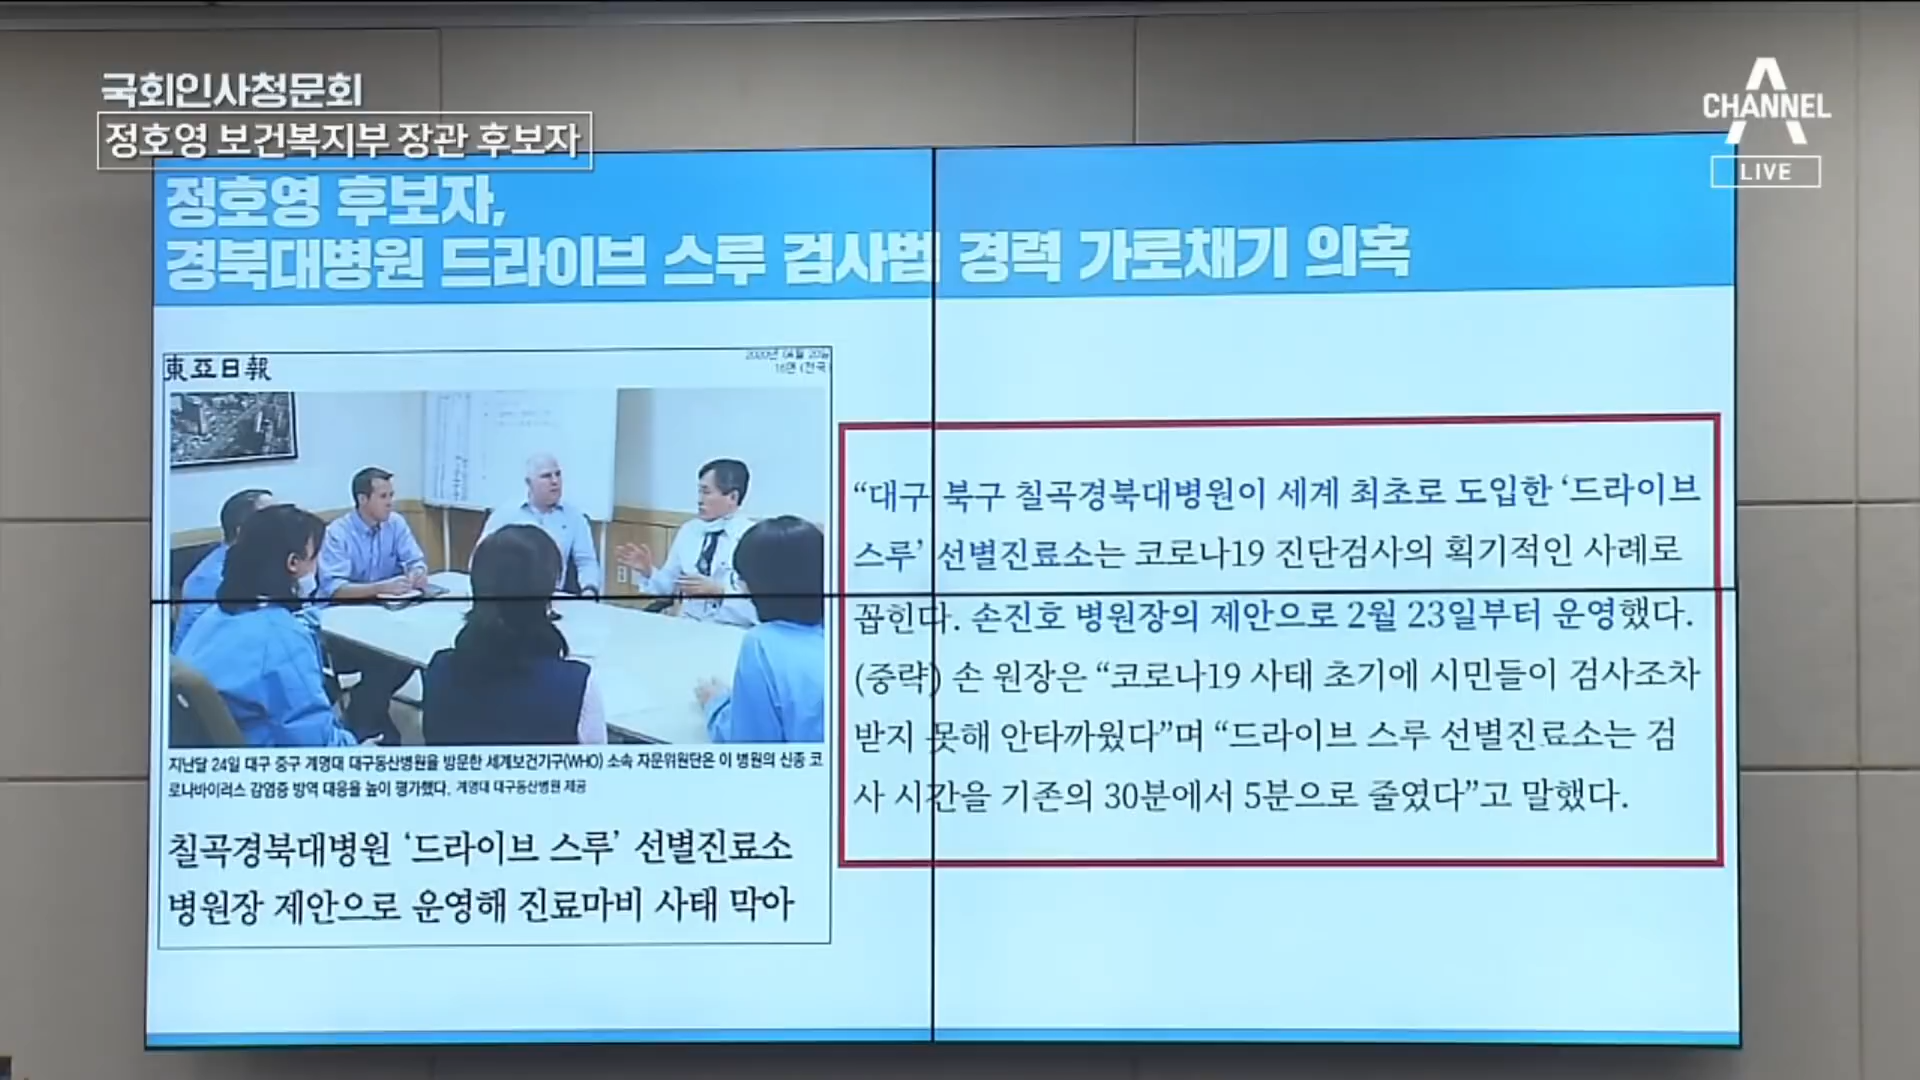 국회인사청문회
정호영 보건복지부 장관 후보자
CHANNEL A
LIVE
정호영 후보자,
경북대병원 드라이브 스루 검사법 경력 가로채기 의혹
東亞日報
2020년 04월 20일
16면 (전국)
지난달 24일 대구 중구 계명대 대구동산병원을 방문한 세계보건기구(WHO) 소속 자문위원단은 이 병원의 신종 코
로나바이러스 감염증 방역 대응을 높이 평가했다. 계명대 대구동산병원 제공
칠곡경북대병원 ‘드라이브 스루’ 선별진료소
병원장 제안으로 운영해 진료마비 사태 막아
“대구 북구 칠곡경북대병원이 세계 최초로 도입한 ‘드라이브
스루’ 선별진료소는 코로나19 진단검사의 획기적인 사례로
꼽힌다. 손진호 병원장의 제안으로 2월 23일부터 운영했다.
(중략) 손 원장은 “코로나19 사태 초기에 시민들이 검사조차
받지 못해 안타까웠다”며 “드라이브 스루 선별진료소는 검
사 시간을 기존의 30분에서 5분으로 줄였다”고 말했다.